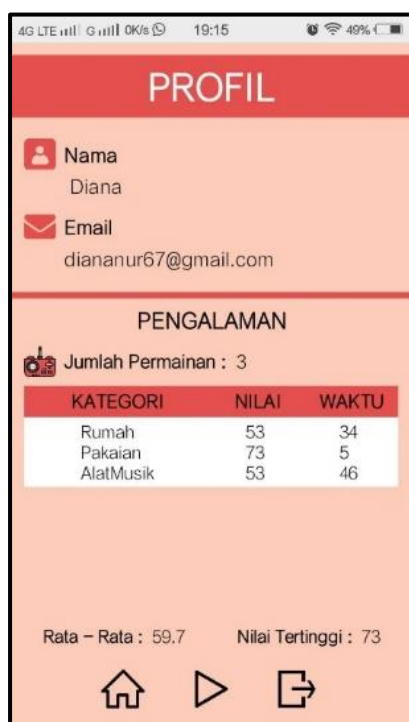 4G LTE G 0K/s 19:15 49%
PROFIL
Nama
Diana
Email
diananur67@gmail.com
PENGALAMAN
Jumlah Permainan : 3
KATEGORI NILAI WAKTU
Rumah 53 34
Pakaian 73 5
AlatMusik 53 46
Rata – Rata : 59.7 Nilai Tertinggi : 73